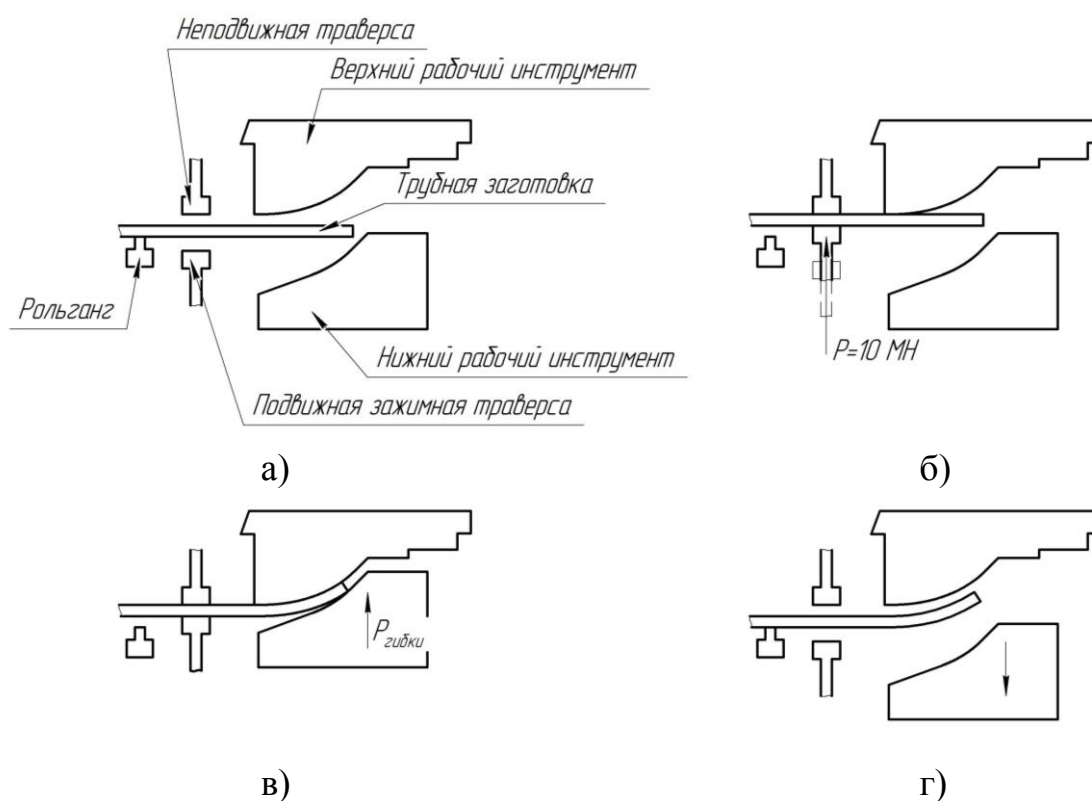 Неподвижная траверса
Верхний рабочий инструмент
Трубная заготовка
Рольганг
Нижний рабочий инструмент
Подвижная зажимная траверса
а)
P=10 МН
б)
Pгибки
в)
г)